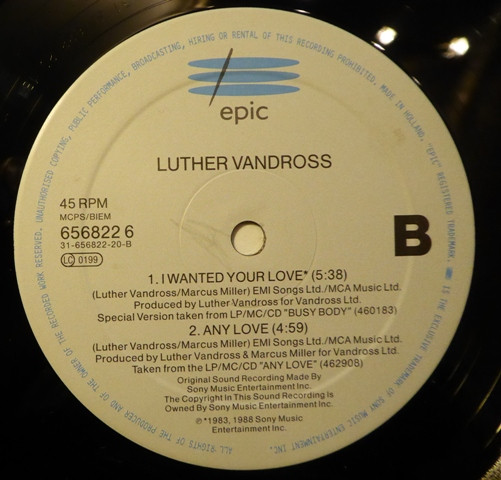 ALL RIGHTS OF THE PRODUCER AND OF THE OWNER OF THE RECORDED WORK RESERVED. UNAUTHORISED COPYING, PUBLIC PERFORMANCE, BROADCASTING, HIRING OR RENTAL OF THIS RECORDING PROHIBITED. MADE IN HOLLAND. "EPIC" REGISTERED TRADEMARK. IS THE EXCLUSIVE TRADEMARK OF SONY MUSIC ENTERTAINMENT INC.
epic
LUTHER VANDROSS
45 RPM
MCPS/BIEM
656822 6
31-656822-20-B
LC 0199
B
1. I WANTED YOUR LOVE* (5:38)
(Luther Vandross/Marcus Miller) EMI Songs Ltd./MCA Music Ltd.
Produced by Luther Vandross for Vandross Ltd.
Special Version taken from LP/MC/CD "BUSY BODY" (460183)
2. ANY LOVE (4:59)
(Luther Vandross/Marcus Miller) EMI Songs Ltd./MCA Music Ltd.
Produced by Luther Vandross & Marcus Miller for Vandross Ltd.
Taken from the LP/MC/CD "ANY LOVE" (462908)
Original Sound Recording Made By
Sony Music Entertainment Inc.
The Copyright In This Sound Recording Is
Owned By Sony Music Entertainment Inc.
℗ *1983, 1988 Sony Music
Entertainment Inc.